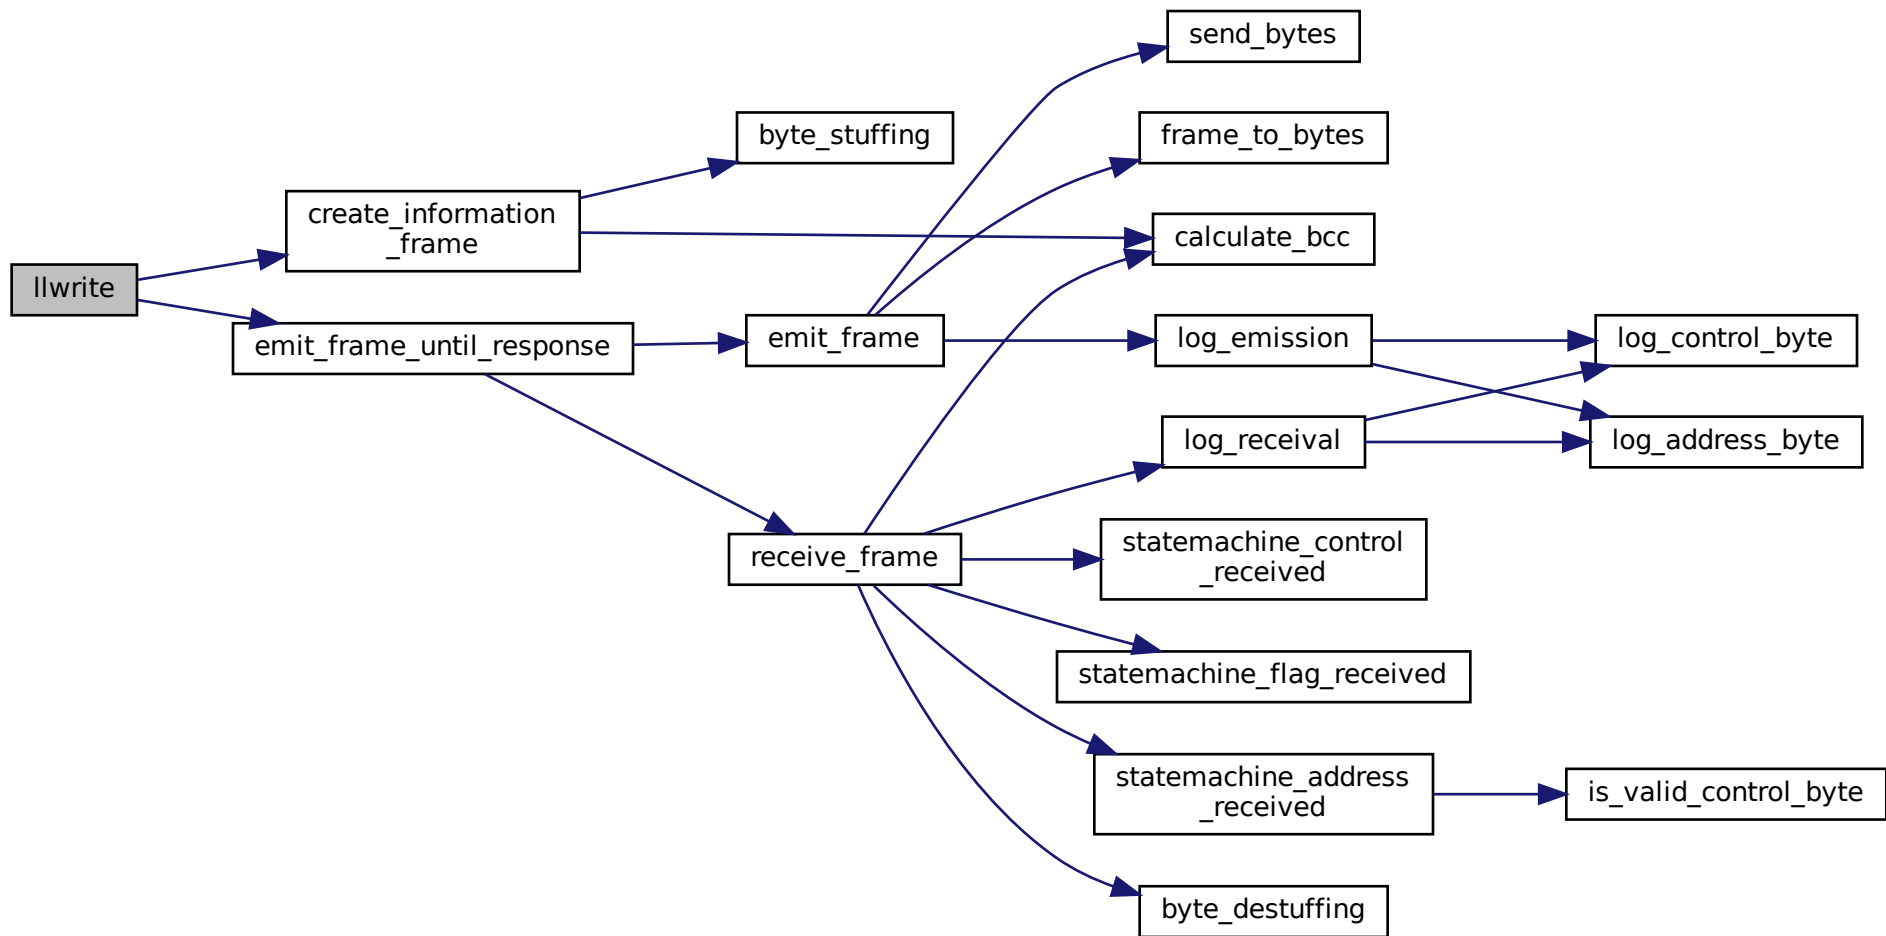 send_bytes
byte_stuffing
frame_to_bytes
create_information
_frame
calculate_bcc
llwrite
emit_frame_until_response
emit_frame
log_emission
log_control_byte
log_receival
log_address_byte
receive_frame
statemachine_control
_received
statemachine_flag_received
statemachine_address
_received
is_valid_control_byte
byte_destuffing